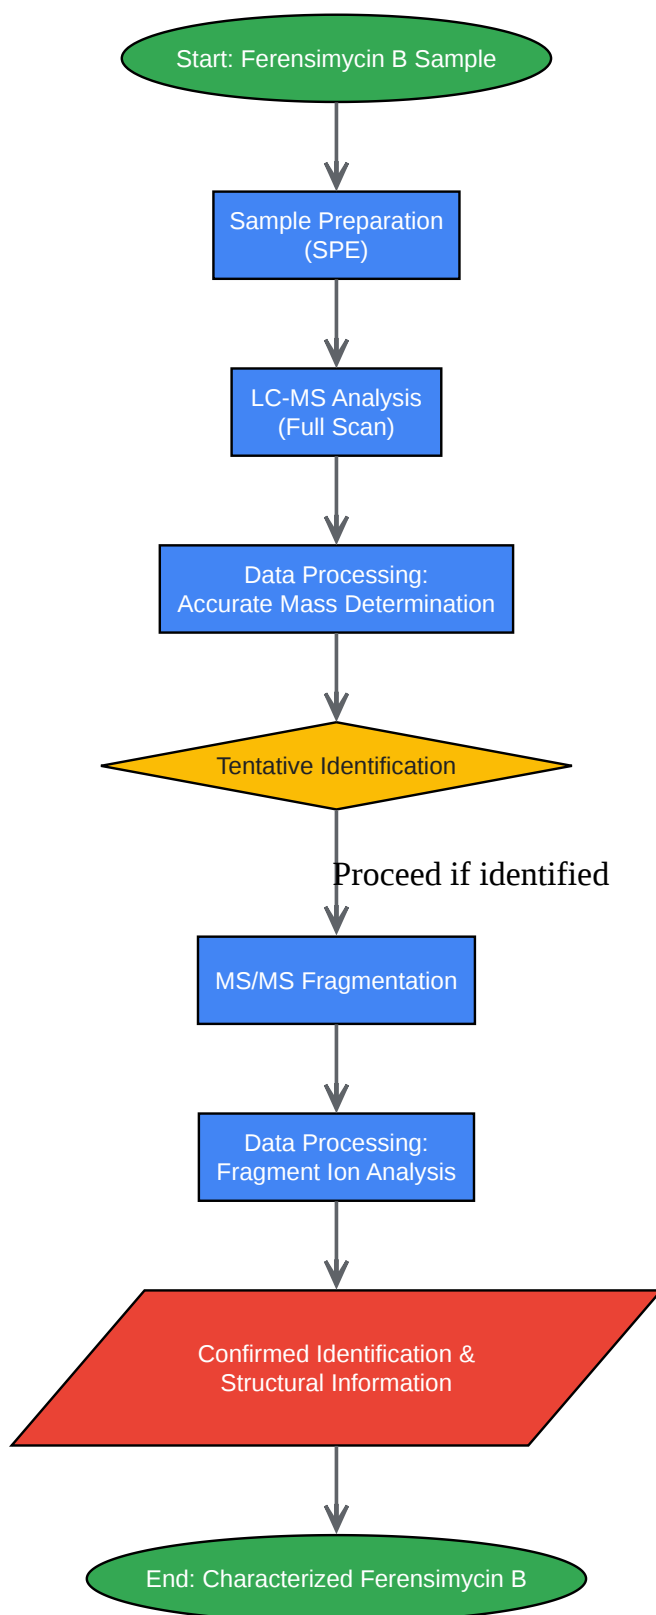 Start: Ferensimycin B Sample
Sample Preparation
(SPE)
LC-MS Analysis
(Full Scan)
Data Processing:
Accurate Mass Determination
Tentative Identification
Proceed if identified
MS/MS Fragmentation
Data Processing:
Fragment Ion Analysis
Confirmed Identification &
Structural Information
End: Characterized Ferensimycin B